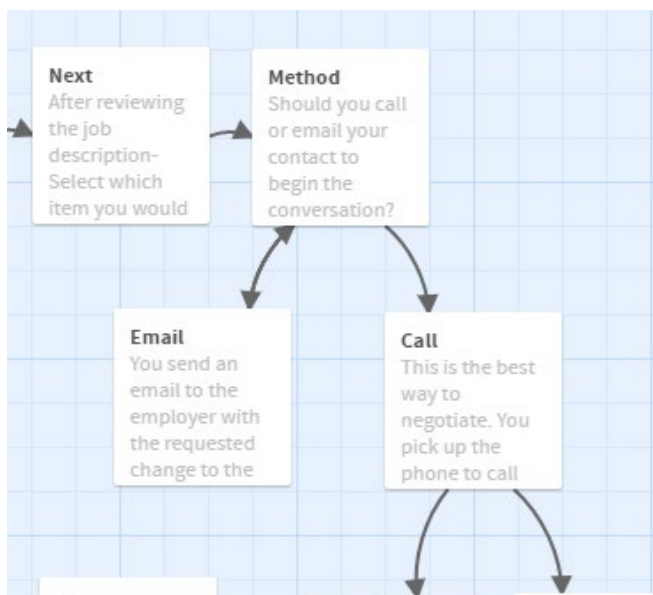 Next
After reviewing
the job
description-
Select which
item you would
Method
Should you call
or email your
contact to
begin the
conversation?
Email
You send an
email to the
employer with
the requested
change to the
Call
This is the best
way to
negotiate. You
pick up the
phone to call